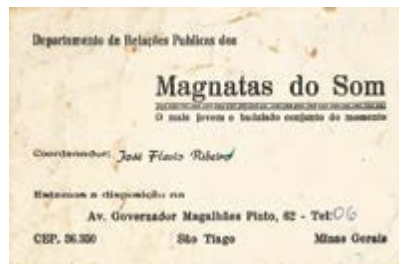 Departamento de Relações Publicas dos
Magnatas do Som
O mais jovem e badalado conjunto do momento
Coordenador: José Flavio Ribeiro
Estamos a disposição na
Av. Governador Magalhães Pinto, 62 - Tel: 06
CEP. 36.350 São Tiago Minas Gerais